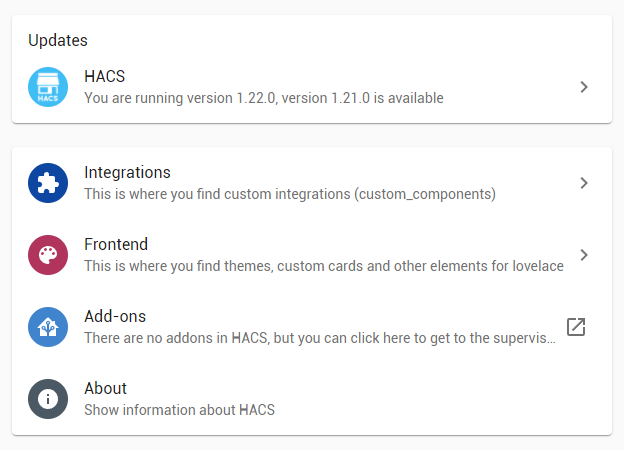 Updates
HACS
HACS
You are running version 1.22.0, version 1.21.0 is available
Integrations
This is where you find custom integrations (custom_components)
Frontend
This is where you find themes, custom cards and other elements for lovelace
Add-ons
There are no addons in HACS, but you can click here to get to the supervis...
About
Show information about HACS